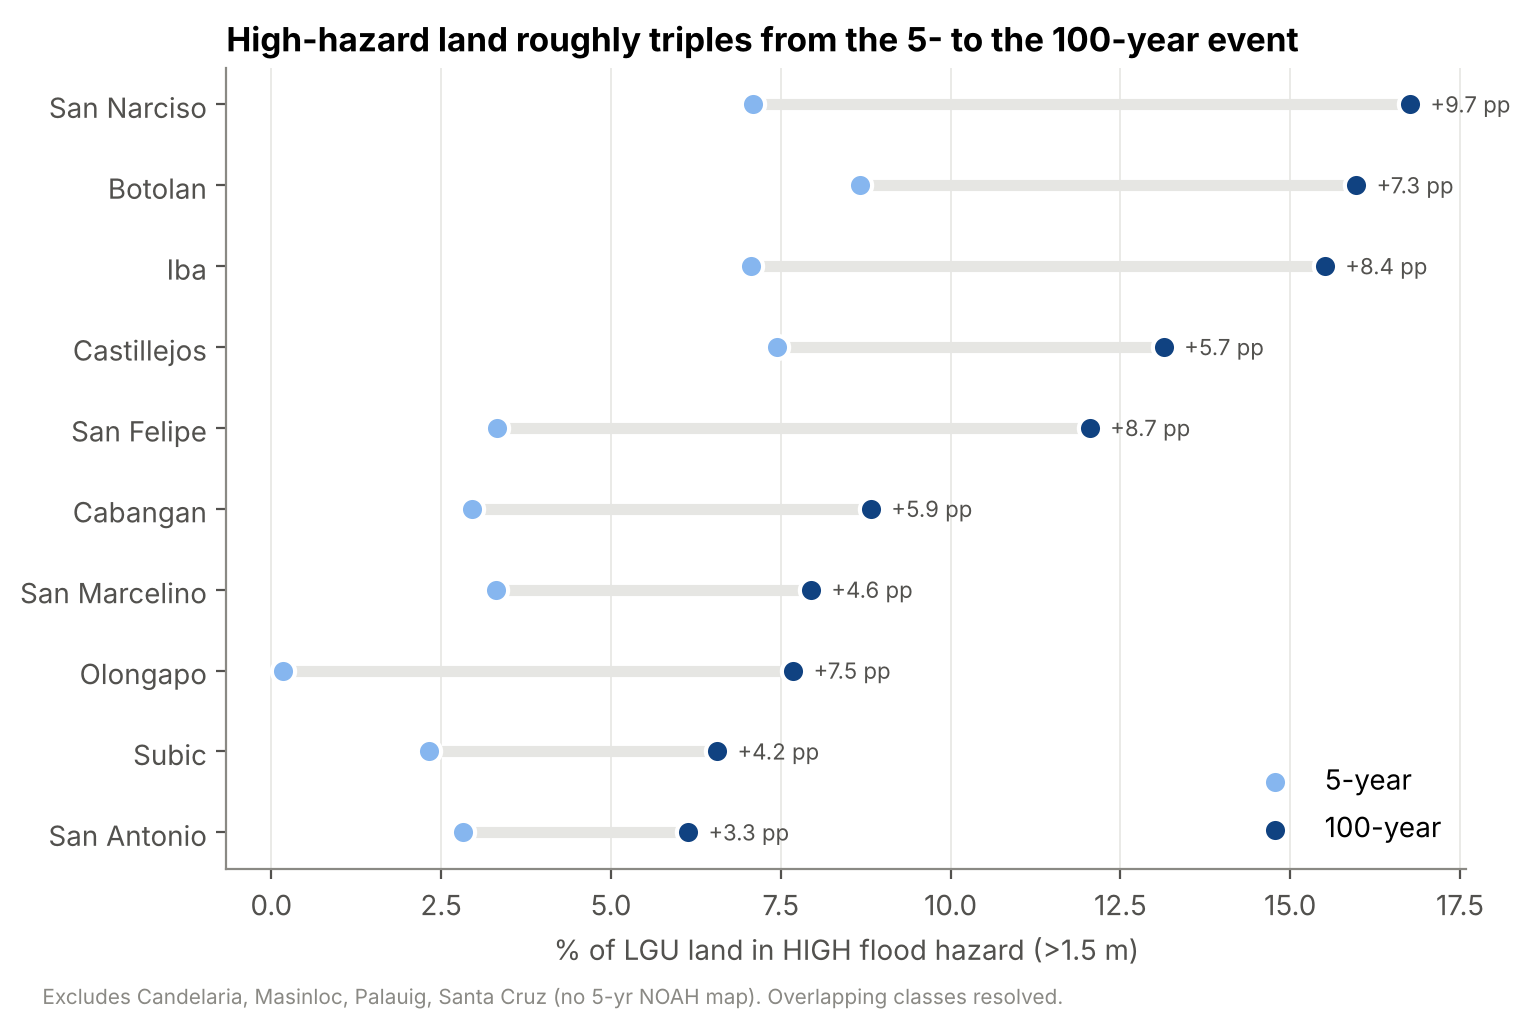 High-hazard land roughly triples from the 5- to the 100-year event
San Narciso
+9.7 pp
Botolan
+7.3 pp
Iba
+8.4 pp
Castillejos
+5.7 pp
San Felipe
+8.7 pp
Cabangan
+5.9 pp
San Marcelino
+4.6 pp
Olongapo
+7.5 pp
Subic
+4.2 pp
5-year
100-year
San Antonio
+3.3 pp
0.0 2.5 5.0 7.5 10.0 12.5 15.0 17.5
% of LGU land in HIGH flood hazard (>1.5 m)
Excludes Candelaria, Masinloc, Palauig, Santa Cruz (no 5-yr NOAH map). Overlapping classes resolved.